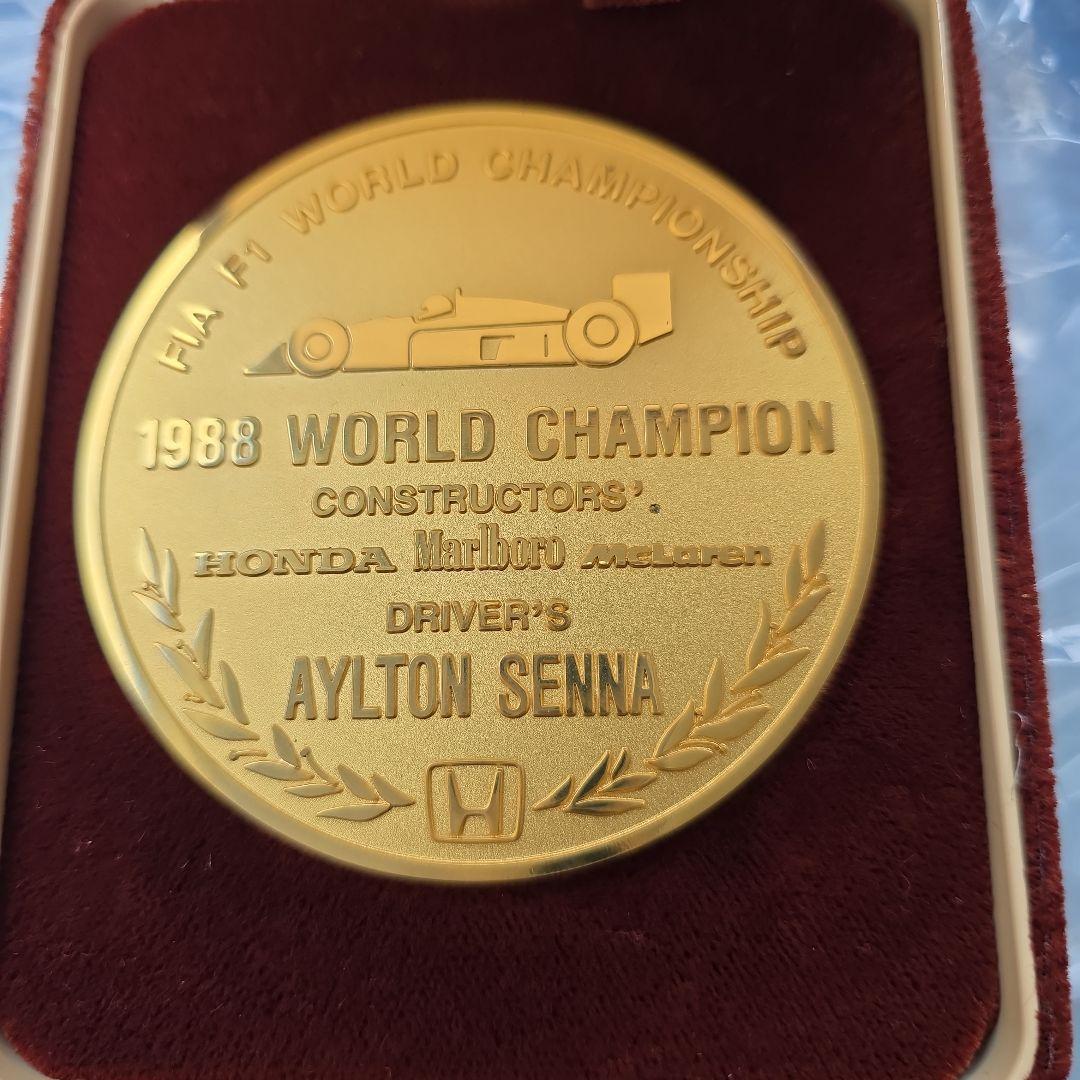 FIA F1 WORLD CHAMPIONSHIP
1988 WORLD CHAMPION
CONSTRUCTORS'.
HONDA Marlboro McLaren
DRIVER'S
AYLTON SENNA